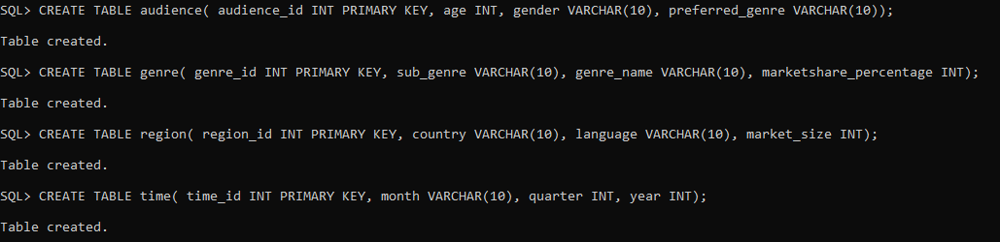 SQL> CREATE TABLE audience( audience_id INT PRIMARY KEY, age INT, gender VARCHAR(10), preferred_genre VARCHAR(10));
Table created.
SQL> CREATE TABLE genre( genre_id INT PRIMARY KEY, sub_genre VARCHAR(10), genre_name VARCHAR(10), marketshare_percentage INT);
Table created.
SQL> CREATE TABLE region( region_id INT PRIMARY KEY, country VARCHAR(10), language VARCHAR(10), market_size INT);
Table created.
SQL> CREATE TABLE time( time_id INT PRIMARY KEY, month VARCHAR(10), quarter INT, year INT);
Table created.